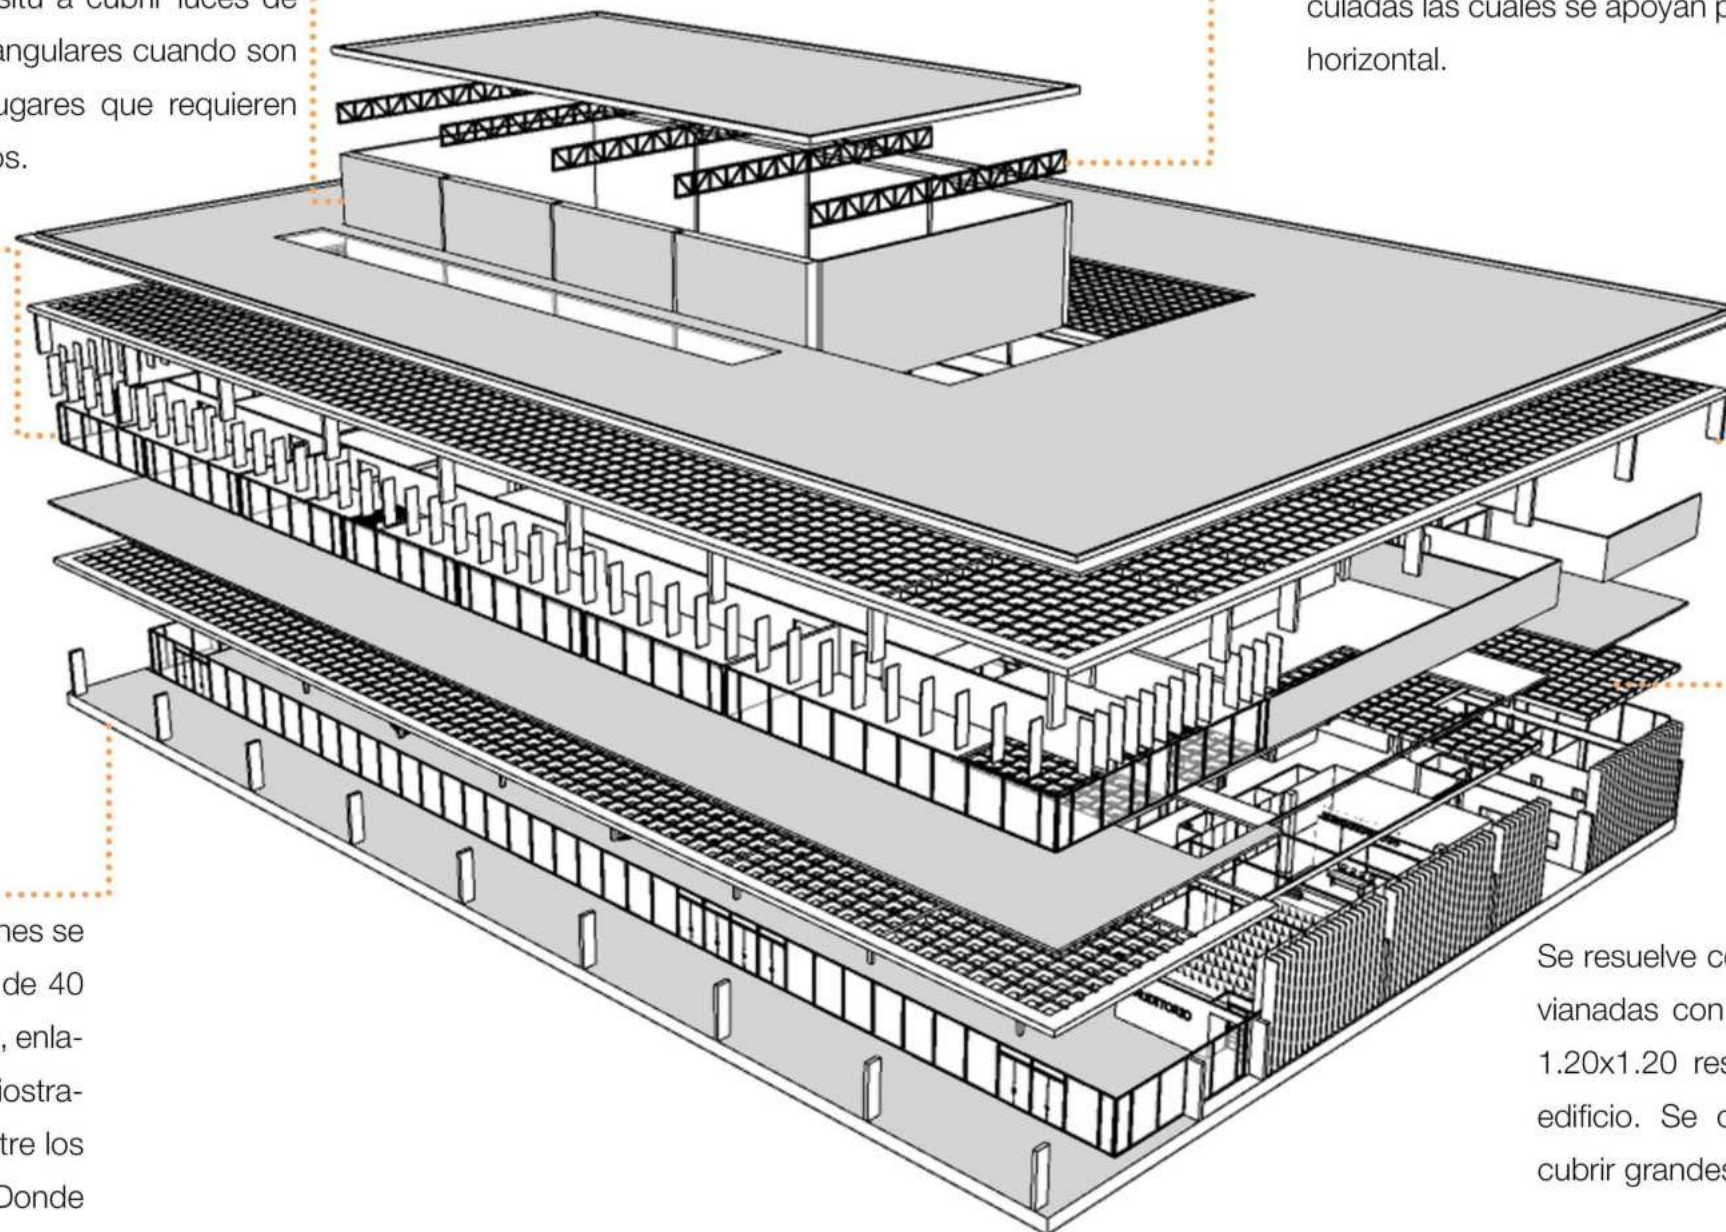 situ a cubrir luces de
angulares cuando son
ugares que requieren
os.
culadas las cuales se apoyan p
horizontal.
nes se
de 40
, enla-
iostra-
tre los
Donde
Se resuelve co
vianadas con
1.20x1.20 res
edificio. Se c
cubrir grandes
UDITORIO